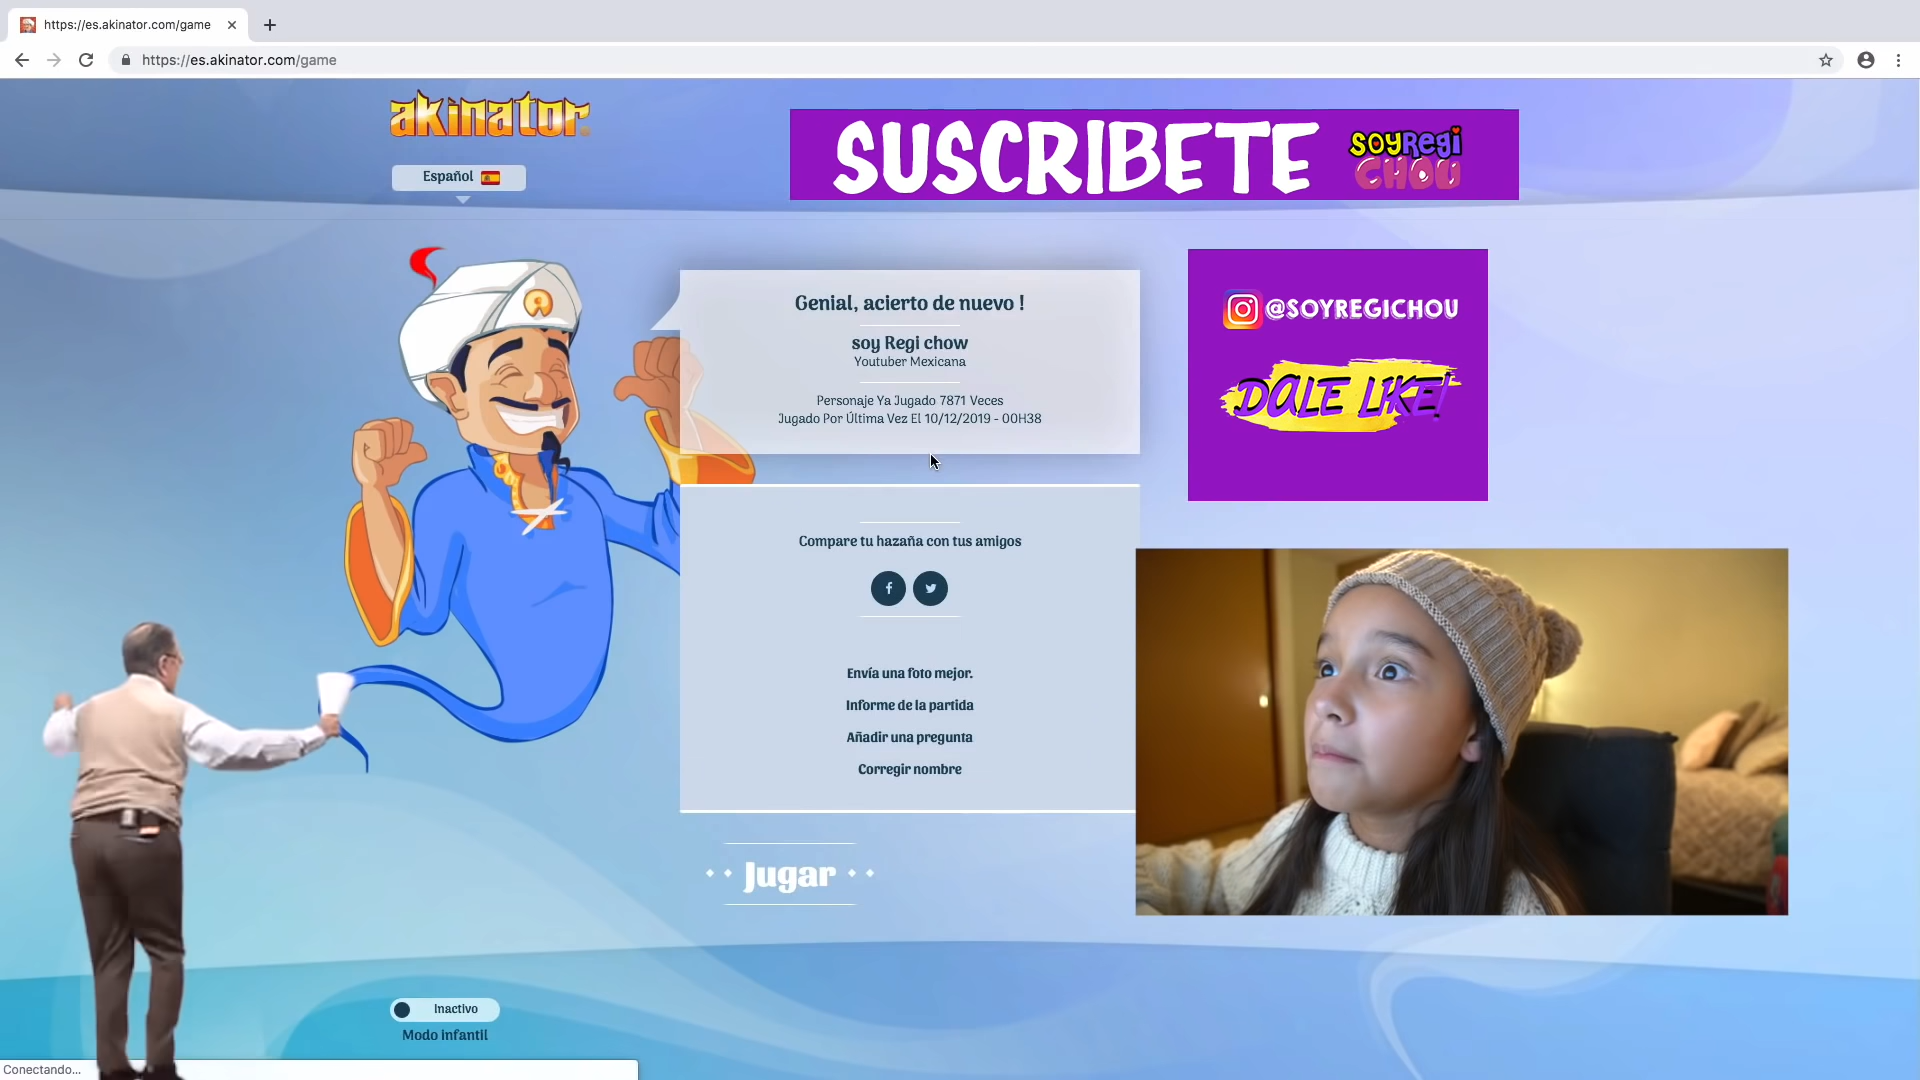 https://es.akinator.com/game
https://es.akinator.com/game
akinator
Español
SUSCRIBETE
SOYRegi
CHOU
Genial, acierto de nuevo !
soy Regi chow
Youtuber Mexicana
Personaje Ya Jugado 7871 Veces
Jugado Por Última Vez El 10/12/2019 - 00H38
@SOYREGICHOU
DALE LIKE!
Compare tu hazaña con tus amigos
Envía una foto mejor.
Informe de la partida
Añadir una pregunta
Corregir nombre
Jugar
Inactivo
Modo infantil
Conectando...